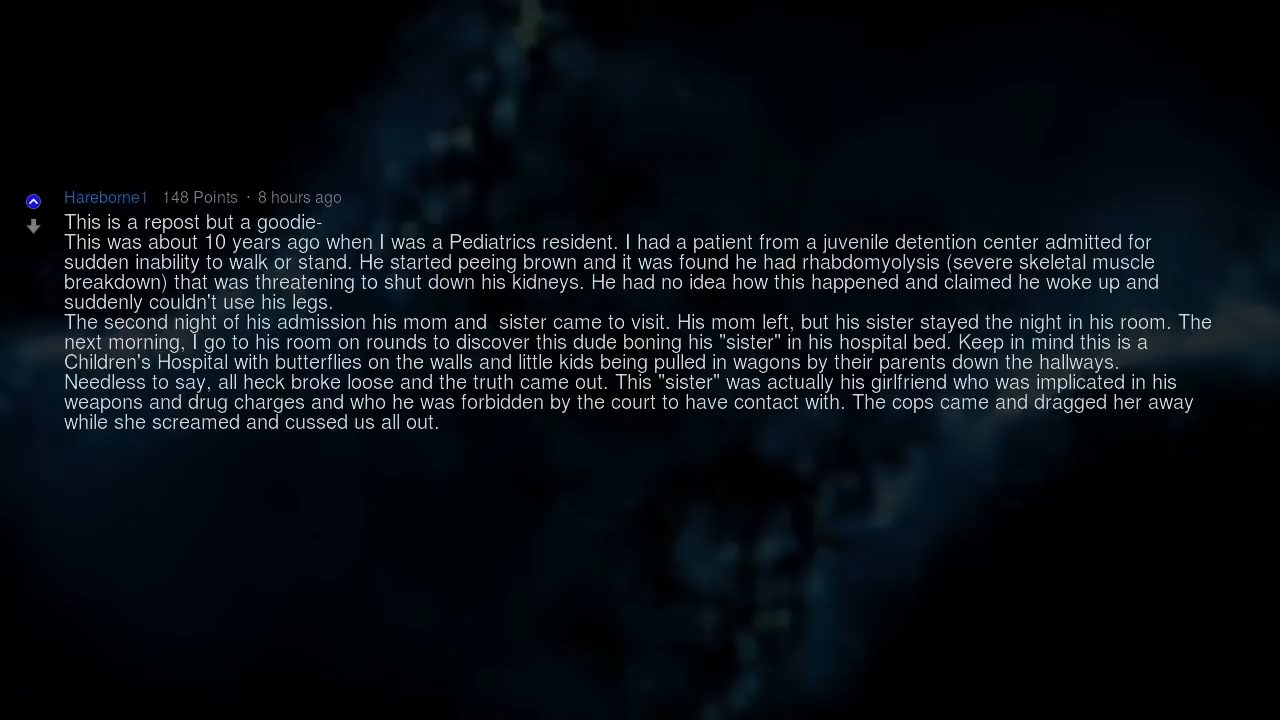 Hareborne1 148 Points · 8 hours ago
This is a repost but a goodie-
This was about 10 years ago when I was a Pediatrics resident. I had a patient from a juvenile detention center admitted for
sudden inability to walk or stand. He started peeing brown and it was found he had rhabdomyolysis (severe skeletal muscle
breakdown) that was threatening to shut down his kidneys. He had no idea how this happened and claimed he woke up and
suddenly couldn't use his legs.
The second night of his admission his mom and  sister came to visit. His mom left, but his sister stayed the night in his room. The
next morning, I go to his room on rounds to discover this dude boning his "sister" in his hospital bed. Keep in mind this is a
Children's Hospital with butterflies on the walls and little kids being pulled in wagons by their parents down the hallways.
Needless to say, all heck broke loose and the truth came out. This "sister" was actually his girlfriend who was implicated in his
weapons and drug charges and who he was forbidden by the court to have contact with. The cops came and dragged her away
while she screamed and cussed us all out.